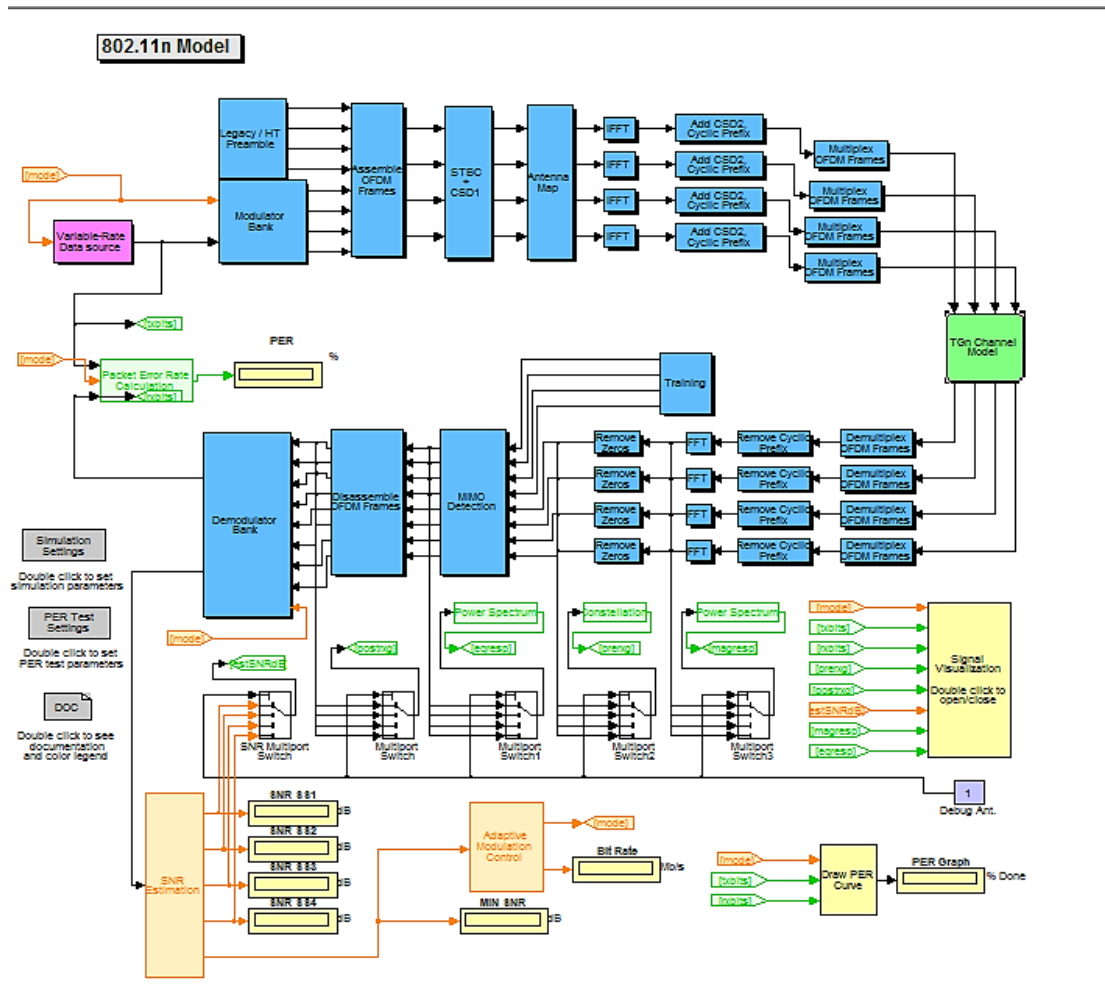 802.11n Model
Legacy / HT
Preamble
Modulator
Bank
Assemble
OFDM
Frames
STBC
+
CSD1
Antenna
Map
IFFT
IFFT
IFFT
IFFT
Add CSD2,
Cyclic Prefix
Add CSD2,
Cyclic Prefix
Add CSD2,
Cyclic Prefix
Add CSD2,
Cyclic Prefix
Multiplex
OFDM Frames
Multiplex
OFDM Frames
Multiplex
OFDM Frames
Multiplex
OFDM Frames
[mode]
Variable-Rate
Data source
[txbits]
[mode]
Packet Error Rate
Calculation
[rxbits]
PER
%
TGn Channel
Model
Training
Demodulator
Bank
Disassemble
OFDM Frames
MIMO
Detection
Remove
Zeros
FFT
Remove Cyclic
Prefix
Demultiplex
OFDM Frames
Remove
Zeros
FFT
Remove Cyclic
Prefix
Demultiplex
OFDM Frames
Remove
Zeros
FFT
Remove Cyclic
Prefix
Demultiplex
OFDM Frames
Remove
Zeros
FFT
Remove Cyclic
Prefix
Demultiplex
OFDM Frames
Simulation
Settings
Double click to set
simulation parameters
PER Test
Settings
Double click to set
PER test parameters
DOC
Double click to see
documentation
and color legend
[mode]
estSNRdB
[postrxg]
Power Spectrum
[eqresp]
Constellation
[prerxg]
Power Spectrum
[magresp]
SNR Multiport
Switch
Multiport
Switch
Multiport
Switch1
Multiport
Switch2
Multiport
Switch3
[mode]
[txbits]
[rxbits]
[prerxg]
[postrxg]
estSNRdB
[magresp]
[eqresp]
Signal
Visualization
Double click to
open/close
1
Debug Ant.
SNR
Estimation
SNR SS1
dB
SNR SS2
dB
SNR SS3
dB
SNR SS4
dB
Adaptive
Modulation
Control
[mode]
Bit Rate
Mb/s
MIN SNR
dB
[mode]
[txbits]
[rxbits]
Draw PER
Curve
PER Graph
% Done